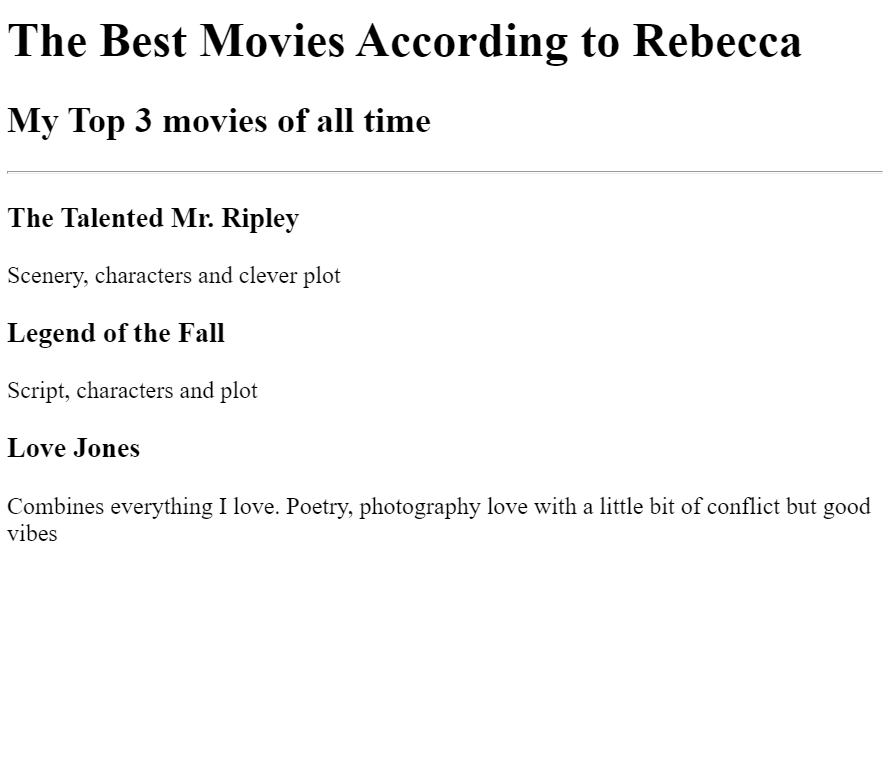 The Best Movies According to Rebecca
My Top 3 movies of all time
The Talented Mr. Ripley
Scenery, characters and clever plot
Legend of the Fall
Script, characters and plot
Love Jones
Combines everything I love. Poetry, photography love with a little bit of conflict but good
vibes